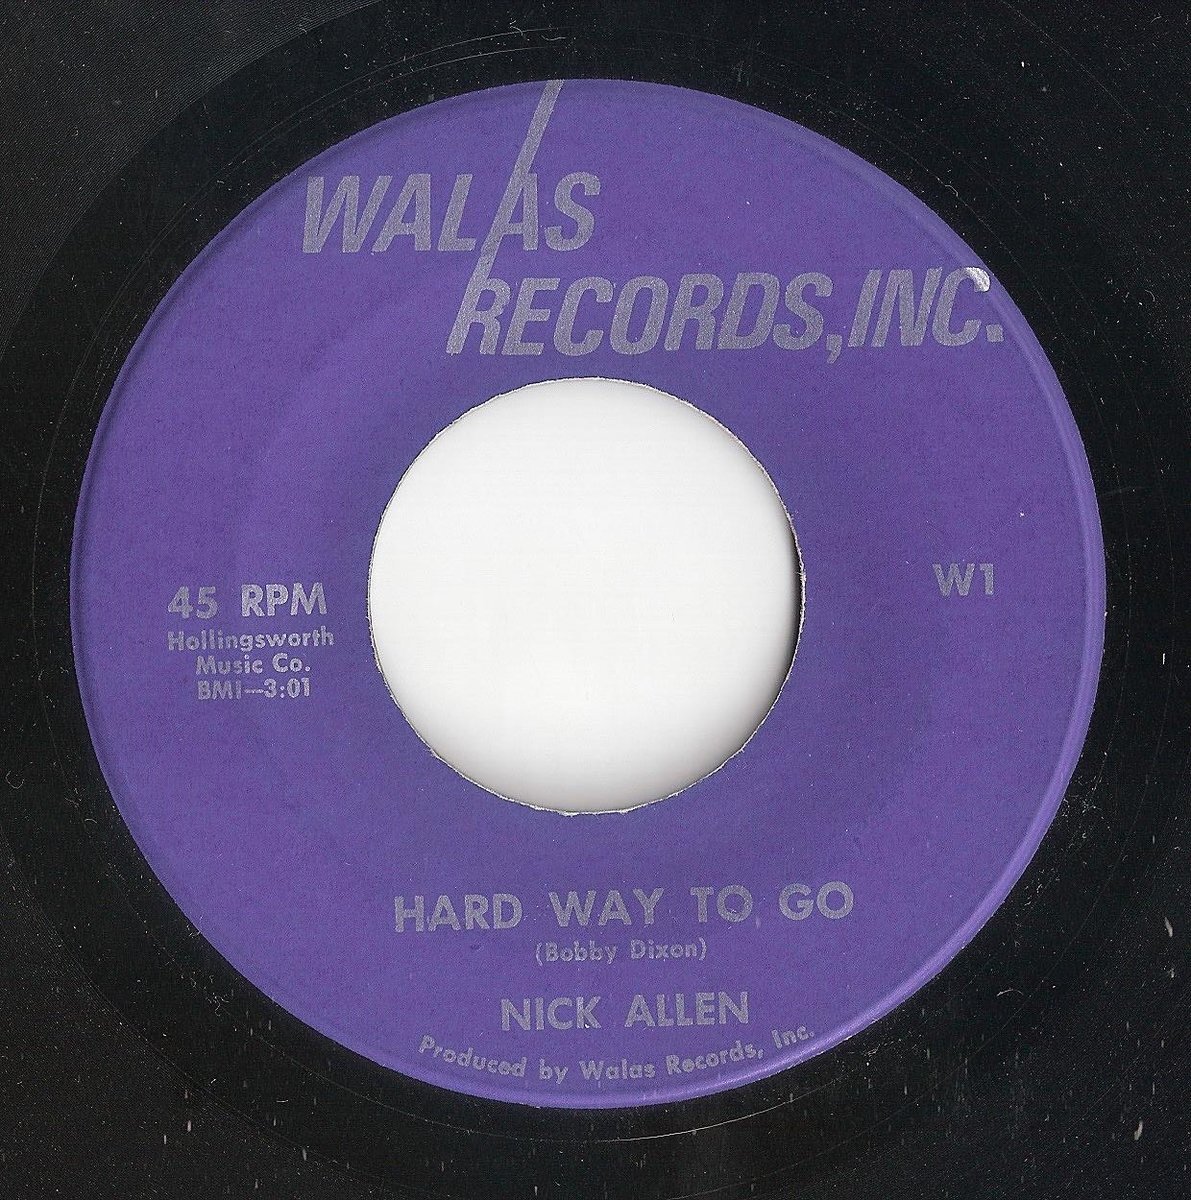 WALAS
RECORDS, INC.
45 RPM
Hollingsworth
Music Co.
BMI—3:01
W1
HARD WAY TO GO
(Bobby Dixon)
NICK ALLEN
Produced by Walas Records, Inc.